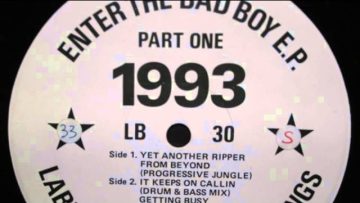 ENTER THE BAD BOY E.P.
PART ONE
1993
33
LB 30
S
Side 1. YET ANOTHER RIPPER
FROM BEYOND
(PROGRESSIVE JUNGLE)
Side 2. IT KEEPS ON CALLIN
(DRUM & BASS MIX)
GETTING BUSY